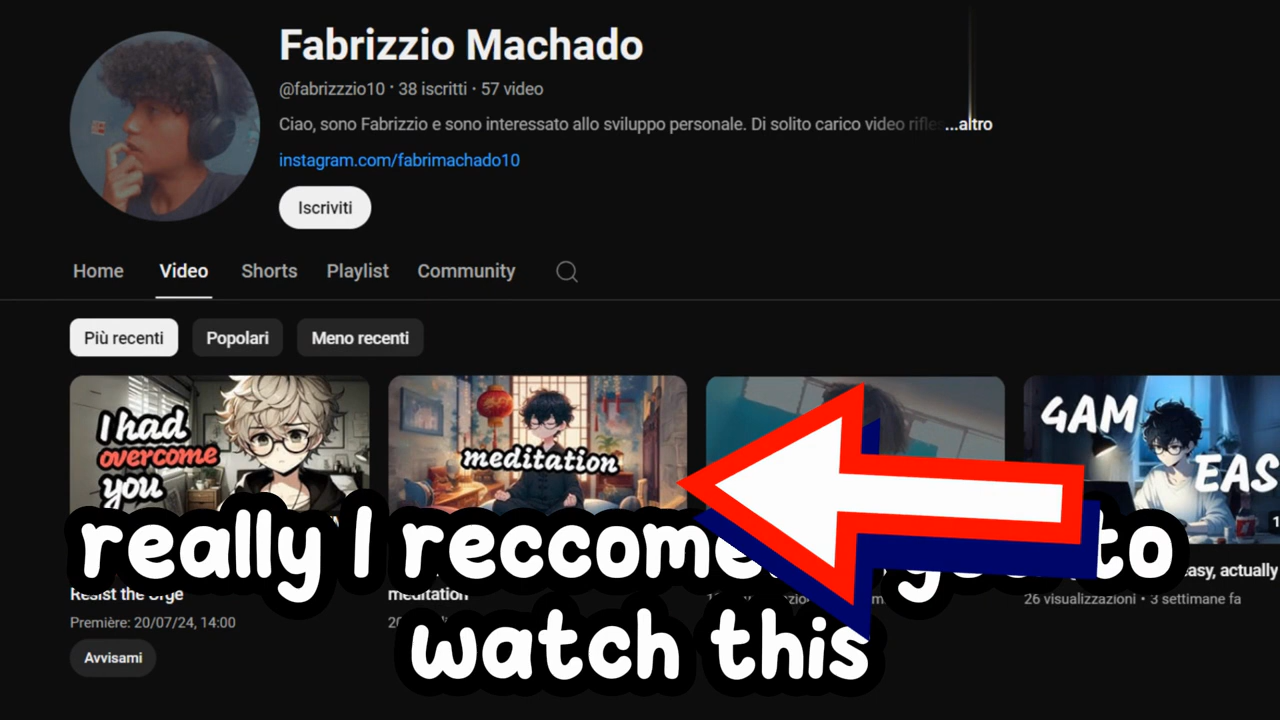 Fabrizzio Machado
@fabrizzzio10 · 38 iscritti · 57 video
Ciao, sono Fabrizzio e sono interessato allo sviluppo personale. Di solito carico video ...altro
instagram.com/fabrimachado10
Iscriviti
Home Video Shorts Playlist Community
Più recenti Popolari Meno recenti
I had
overcome
you
meditation
4AM
EAS
really I to
watch this
Resist the Urge
meditation
easy, actually
26 visualizzazioni · 3 settimane fa
Première: 20/07/24, 14:00
Avvisami